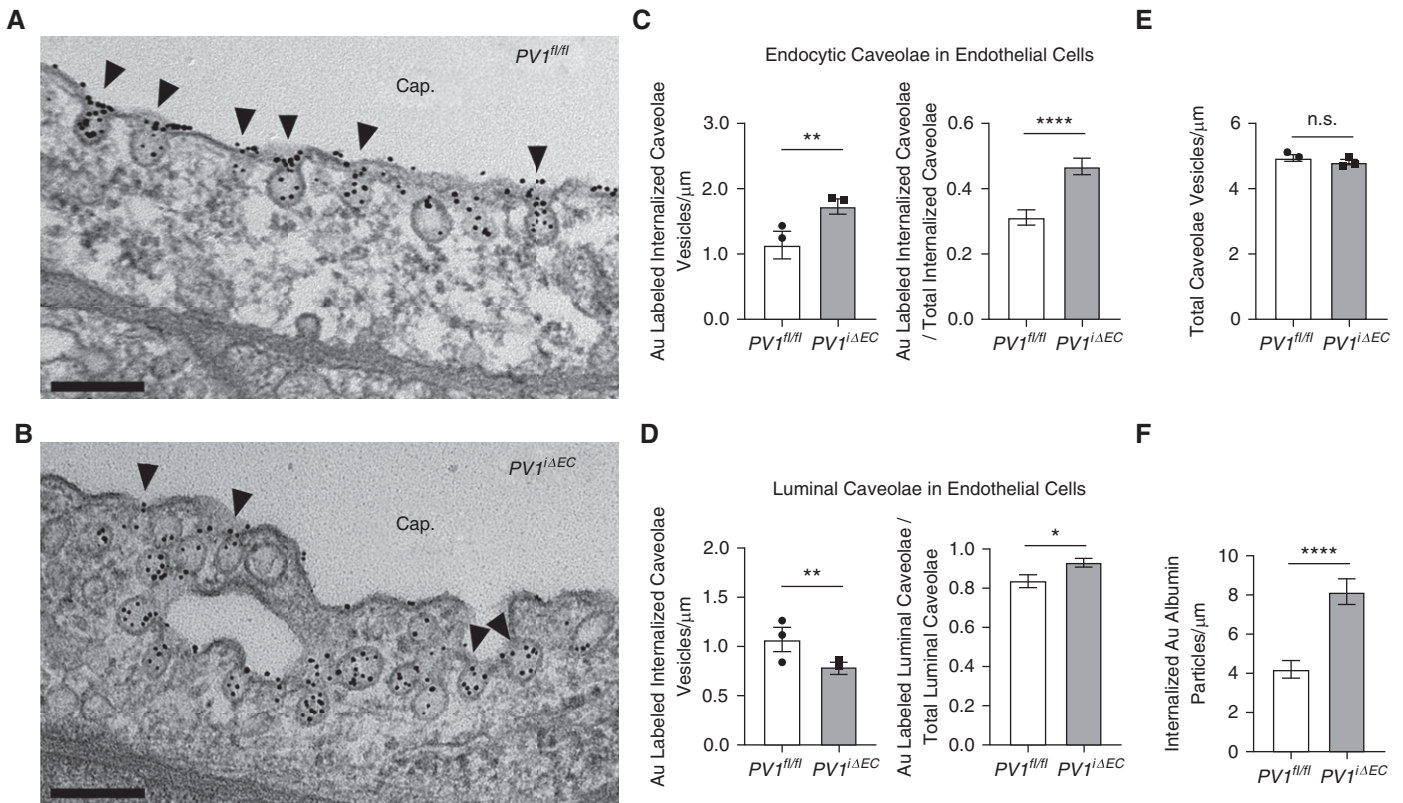 A
PV1fl/fl
Cap.
B
PV1iΔEC
Cap.
C
Endocytic Caveolae in Endothelial Cells
Au Labeled Internalized Caveolae
Vesicles/μm
3.0
2.0
1.0
0.0
**
PV1fl/fl
PV1iΔEC
Au Labeled Internalized Caveolae
/ Total Internalized Caveolae
0.6
0.4
0.2
0.0
****
PV1fl/fl
PV1iΔEC
D
Luminal Caveolae in Endothelial Cells
Au Labeled Internalized Caveolae
Vesicles/μm
2.0
1.5
1.0
0.5
0.0
**
PV1fl/fl
PV1iΔEC
Au Labeled Luminal Caveolae /
Total Luminal Caveolae
1.0
0.8
0.6
0.4
0.2
0.0
*
PV1fl/fl
PV1iΔEC
E
Total Caveolae Vesicles/μm
6
4
2
0
n.s.
PV1fl/fl
PV1iΔEC
F
Internalized Au Albumin
Particles/μm
10
8
6
4
2
0
****
PV1fl/fl
PV1iΔEC